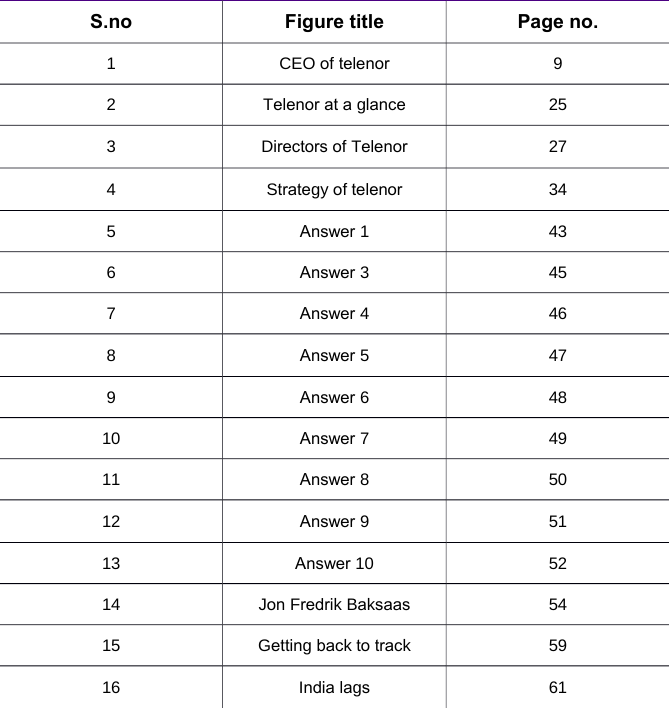 S.no Figure title Page no.
1 CEO of telenor 9
2 Telenor at a glance 25
3 Directors of Telenor 27
4 Strategy of telenor 34
5 Answer 1 43
6 Answer 3 45
7 Answer 4 46
8 Answer 5 47
9 Answer 6 48
10 Answer 7 49
11 Answer 8 50
12 Answer 9 51
13 Answer 10 52
14 Jon Fredrik Baksaas 54
15 Getting back to track 59
16 India lags 61